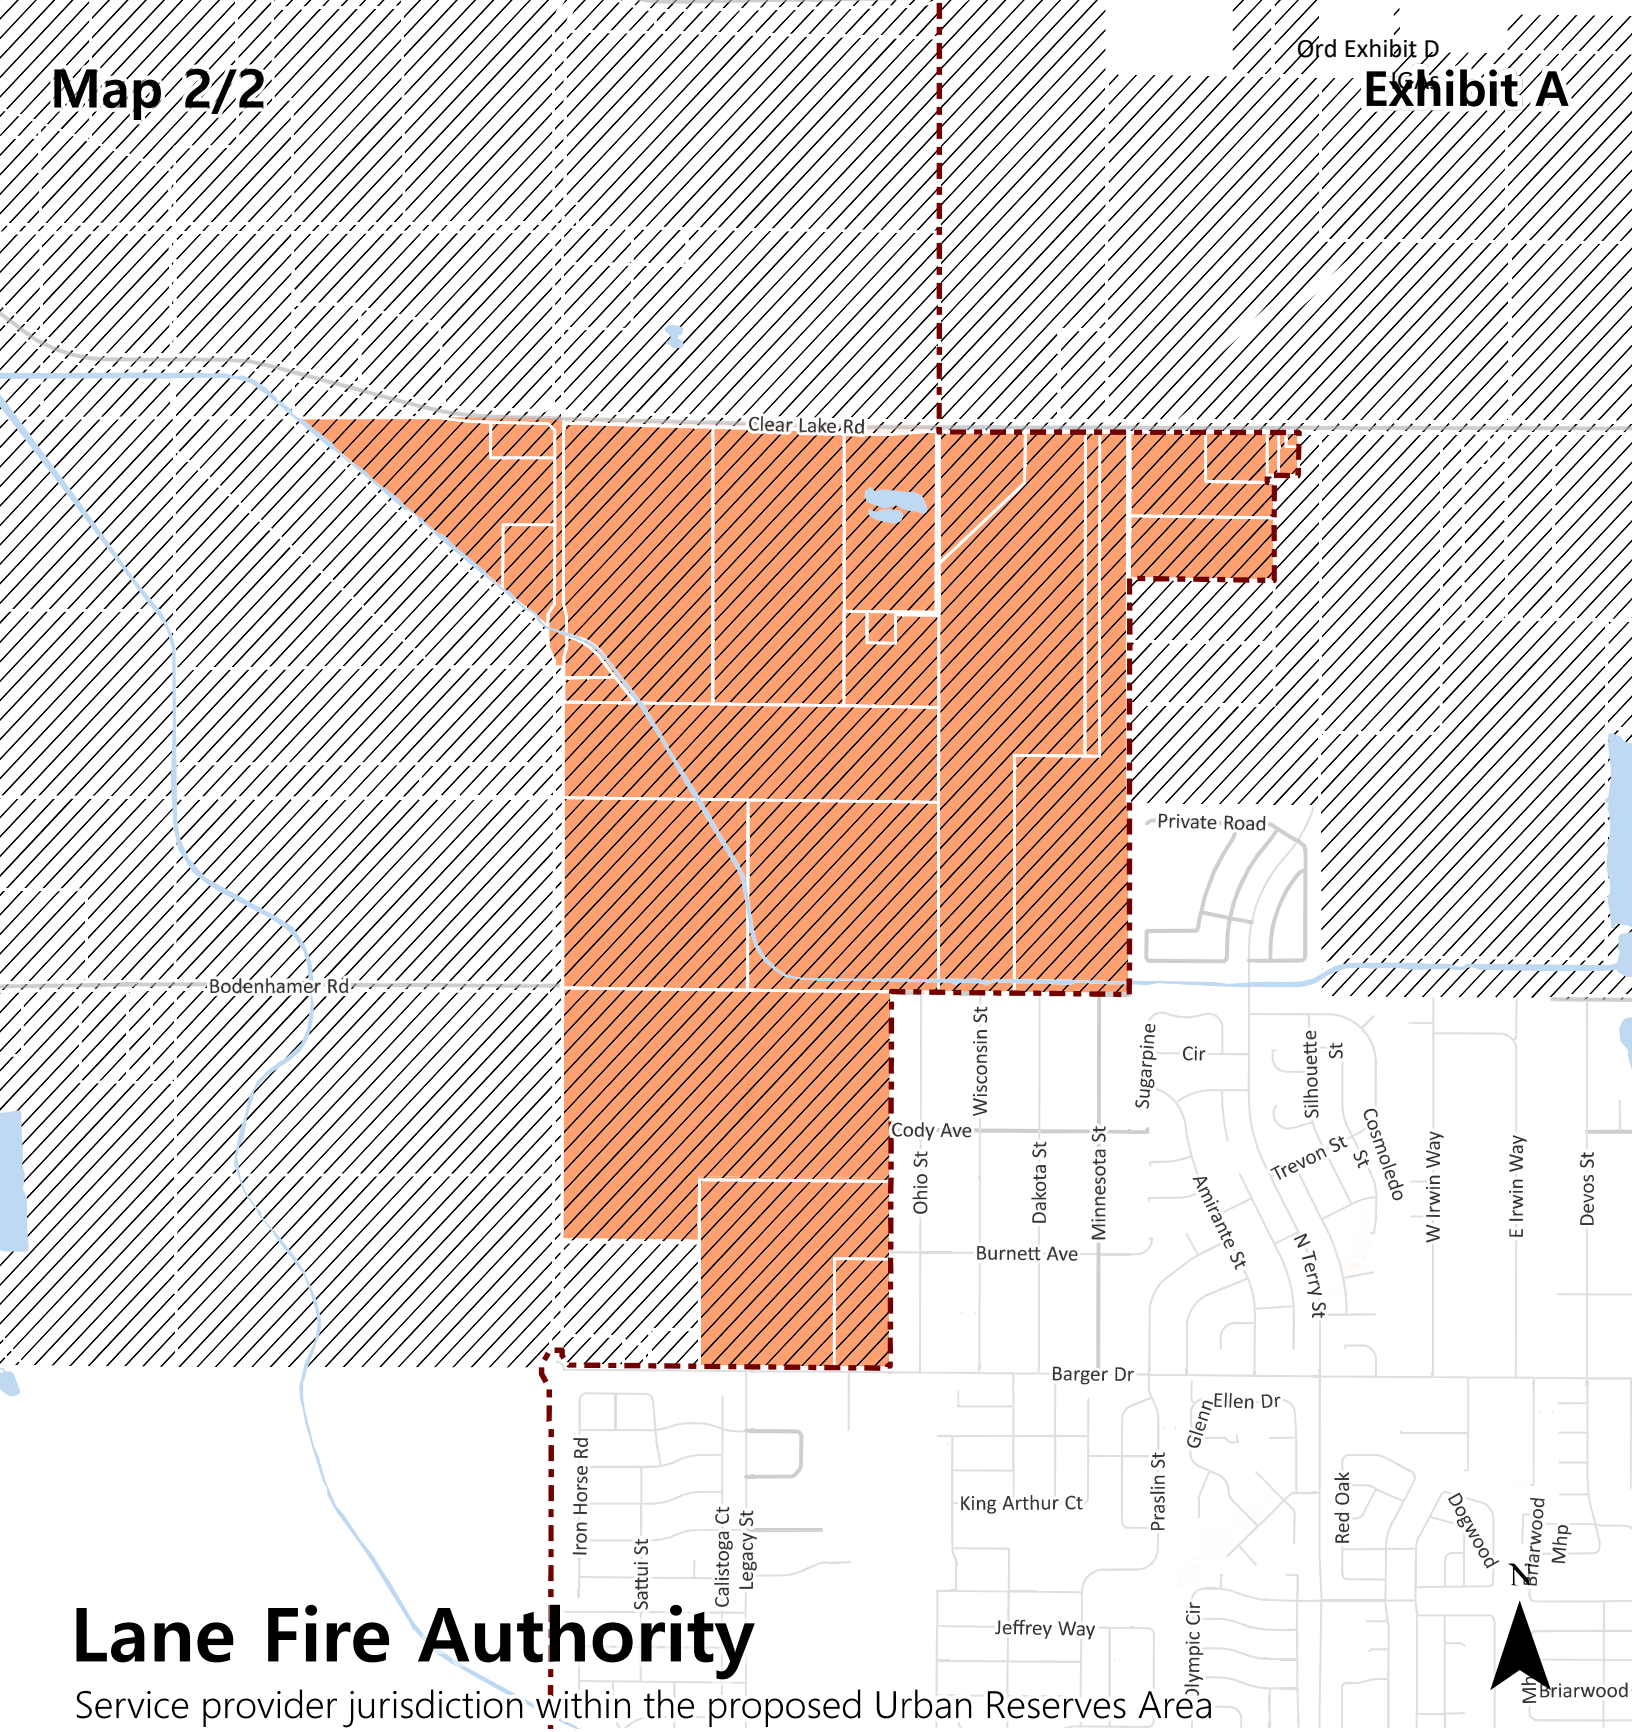 Ord Exhibit D
IGAs
Map 2/2
Exhibit A
Clear Lake Rd
Private Road
Bodenhamer Rd
Wisconsin St
Sugarpine
Cir
Silhouette
St
Cody Ave
Ohio St
Dakota St
Minnesota St
Trevon St
St
Cosmoledo
W Irwin Way
E Irwin Way
Devos St
Amirante St
Burnett Ave
N Terry St
Barger Dr
Ellen Dr
Glenn
Iron Horse Rd
Sattui St
Calistoga Ct
Legacy St
King Arthur Ct
Praslin St
Red Oak
Dogwood
Briarwood
Mhp
N
Jeffrey Way
Olympic Cir
Lane Fire Authority
Briarwood
Service provider jurisdiction within the proposed Urban Reserves Area